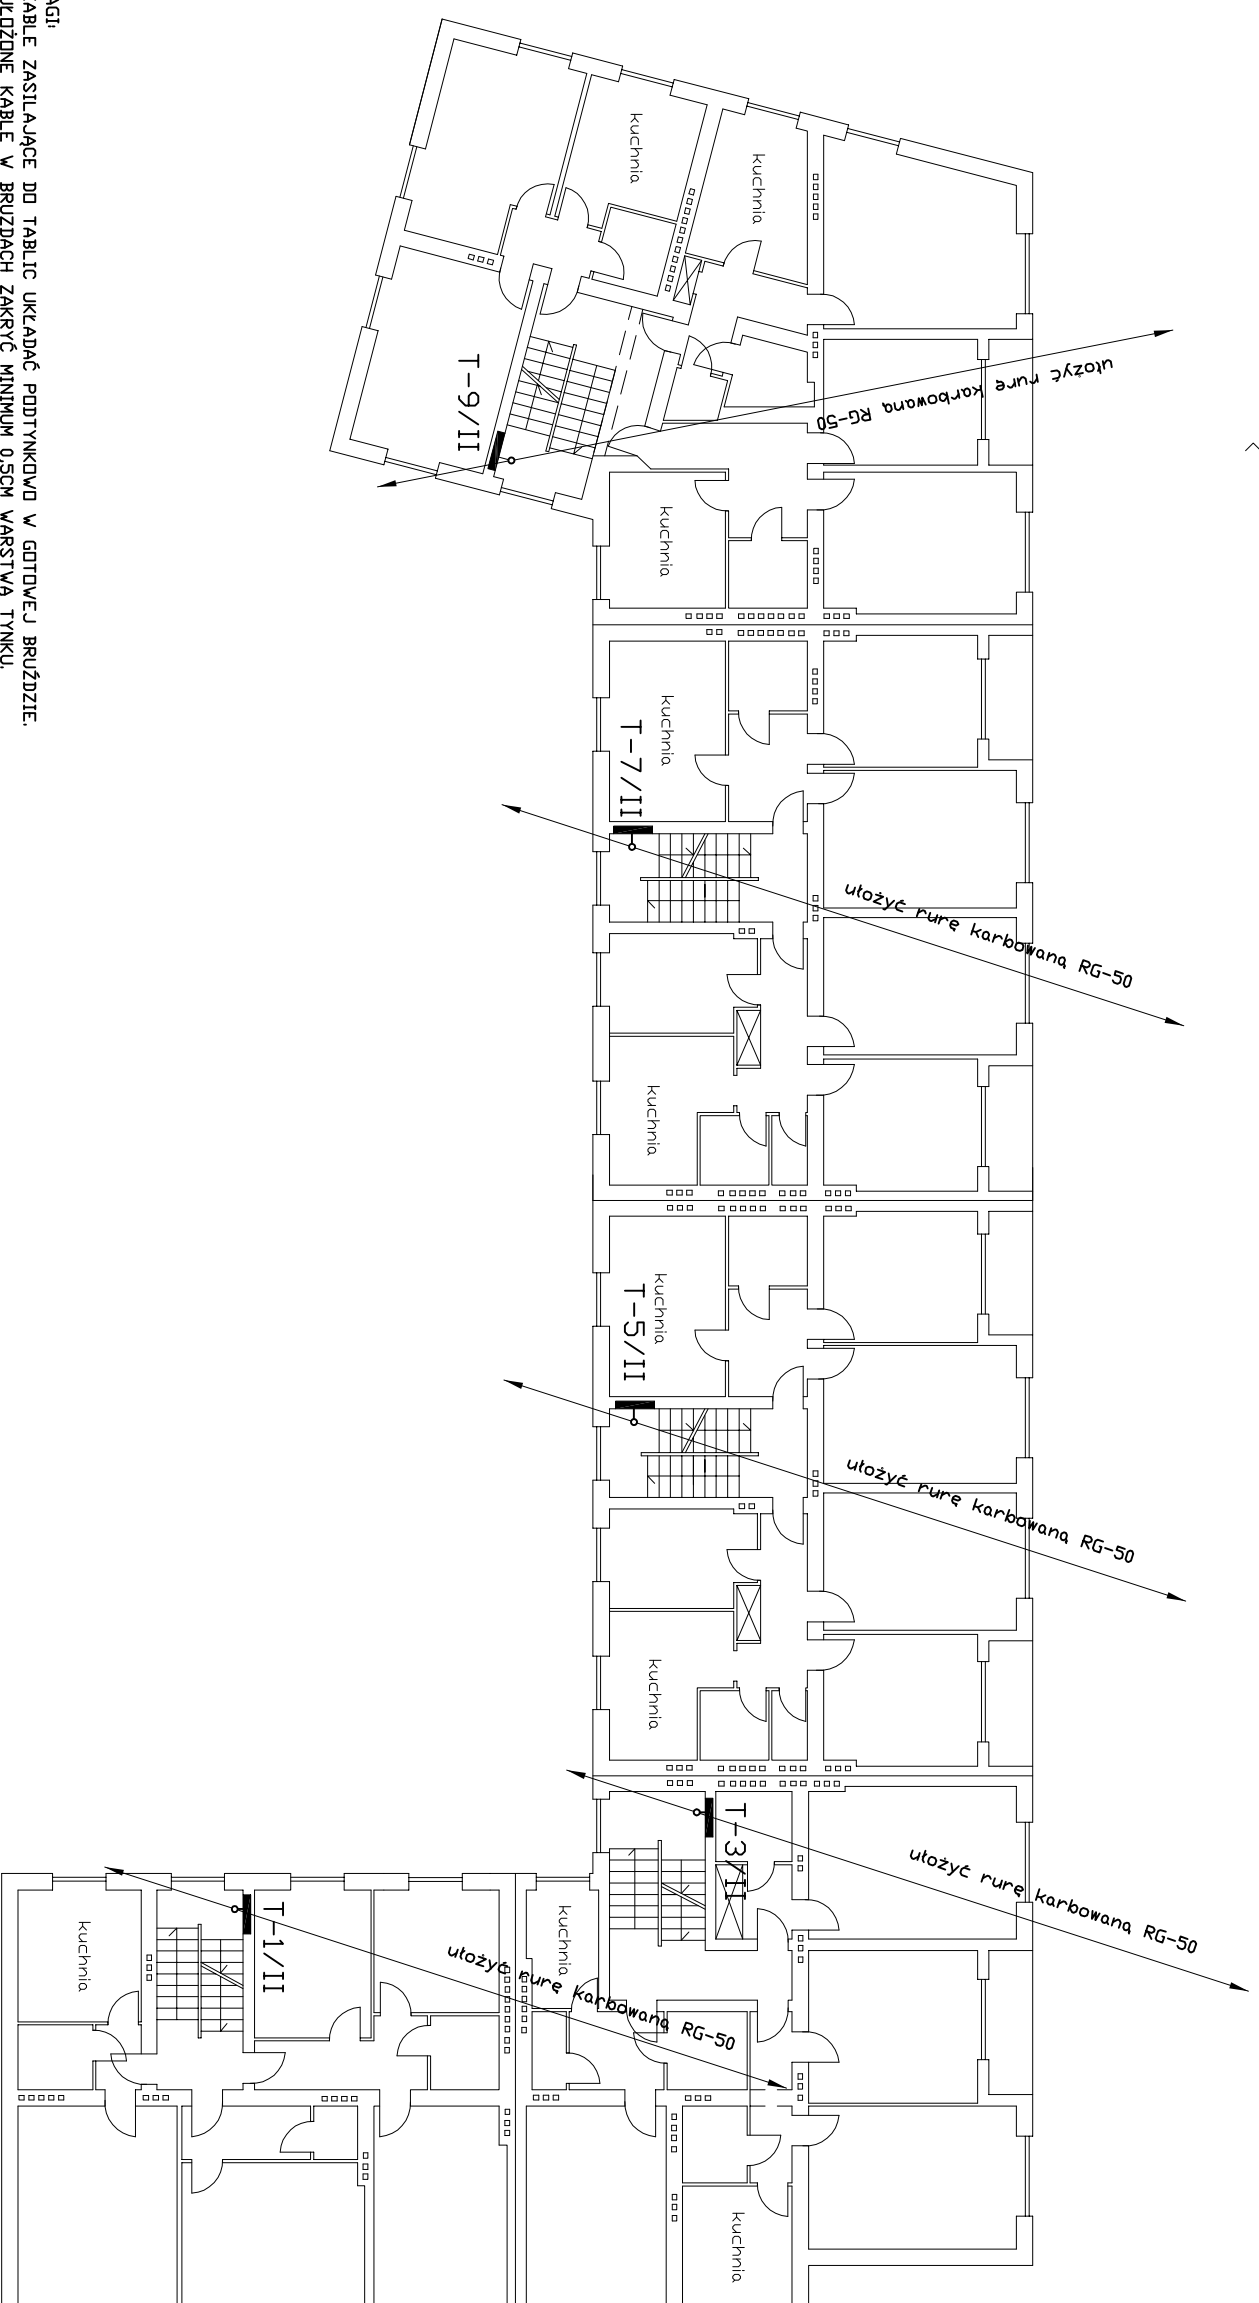 AGI:
ABLE ZASILAJĄCE DO TABLIC UKŁADAĆ PODTYNKOWO W GOTOWEJ BRUŹDZIE.
UŁOŻONE KABLE W BRUZDACH ZAKRYĆ MINIMUM 0,5CM WARSTWA TYNKU.
kuchnia
kuchnia
T-9/II
ułożyć rurę karbowaną RG-50
kuchnia
kuchnia
T-7/II
ułożyć rurę karbowaną RG-50
kuchnia
kuchnia
T-5/II
ułożyć rurę karbowaną RG-50
kuchnia
T-3/II
ułożyć rurę karbowaną RG-50
kuchnia
T-1/II
kuchnia
ułożyć rurę karbowaną RG-50
kuchnia